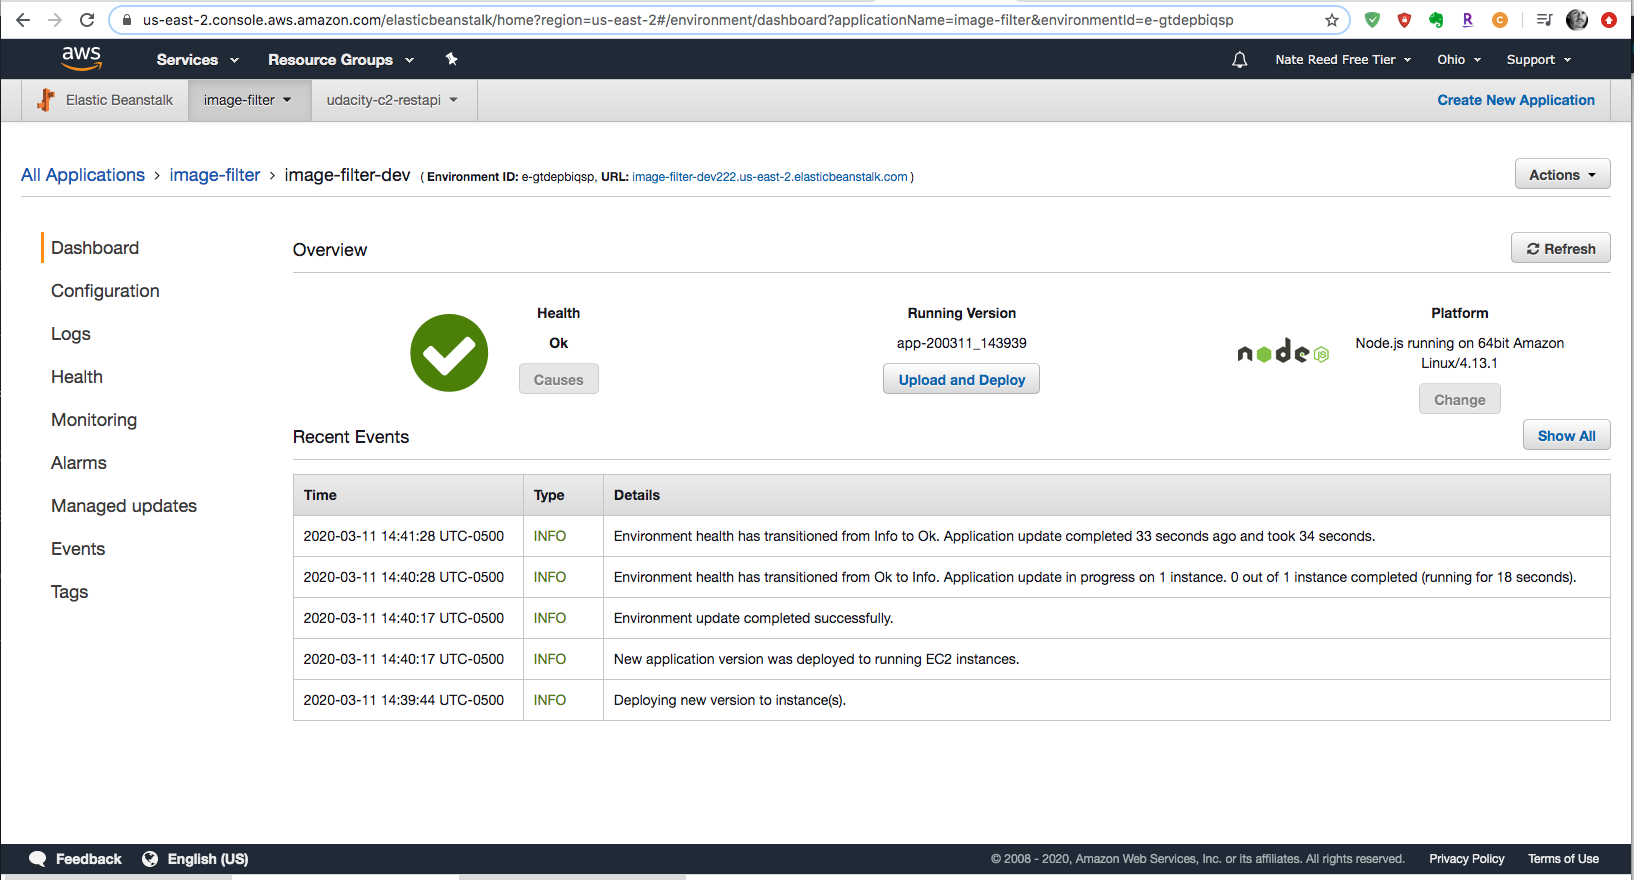 us-east-2.console.aws.amazon.com/elasticbeanstalk/home?region=us-east-2#/environment/dashboard?applicationName=image-filter&environmentId=e-gtdepbiqsp
R
C
aws Services Resource Groups Nate Reed Free Tier Ohio Support
Elastic Beanstalk image-filter udacity-c2-restapi Create New Application
All Applications > image-filter > image-filter-dev ( Environment ID: e-gtdepbiqsp, URL: image-filter-dev222.us-east-2.elasticbeanstalk.com ) Actions
Dashboard
Configuration
Logs
Health
Monitoring
Alarms
Managed updates
Events
Tags
Overview Refresh
Health
Ok
Causes
Running Version
app-200311_143939
Upload and Deploy
node
JS
Platform
Node.js running on 64bit Amazon
Linux/4.13.1
Change
Recent Events Show All
Time Type Details
2020-03-11 14:41:28 UTC-0500 INFO Environment health has transitioned from Info to Ok. Application update completed 33 seconds ago and took 34 seconds.
2020-03-11 14:40:28 UTC-0500 INFO Environment health has transitioned from Ok to Info. Application update in progress on 1 instance. 0 out of 1 instance completed (running for 18 seconds).
2020-03-11 14:40:17 UTC-0500 INFO Environment update completed successfully.
2020-03-11 14:40:17 UTC-0500 INFO New application version was deployed to running EC2 instances.
2020-03-11 14:39:44 UTC-0500 INFO Deploying new version to instance(s).
Feedback English (US) © 2008 - 2020, Amazon Web Services, Inc. or its affiliates. All rights reserved. Privacy Policy Terms of Use